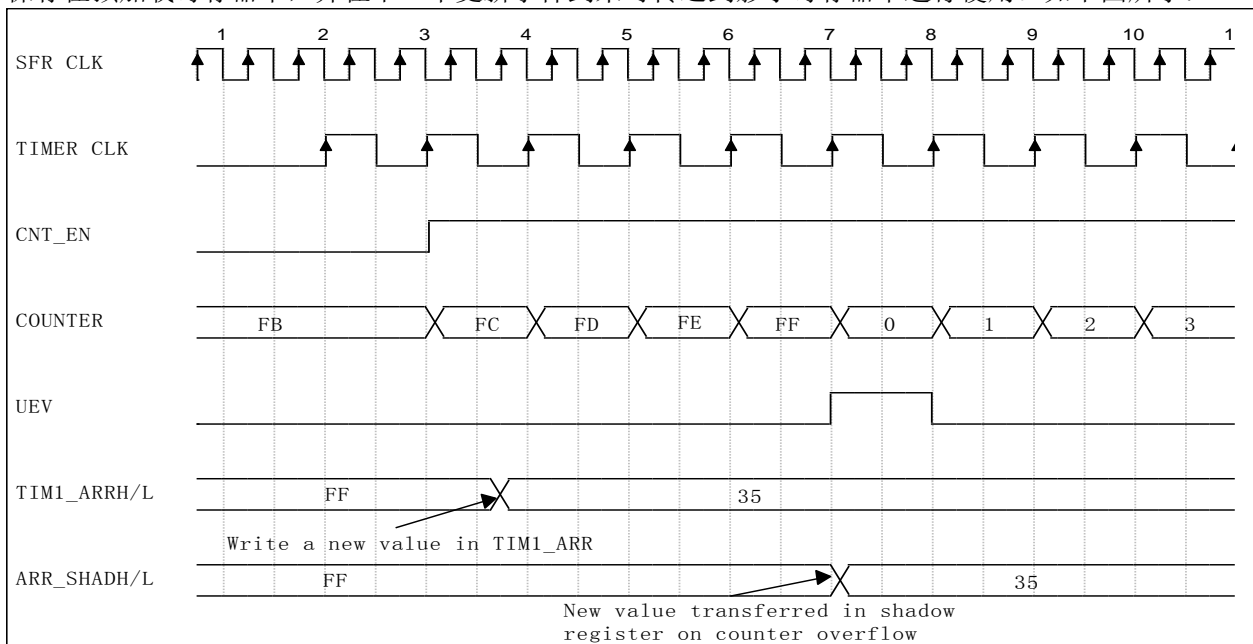 1 2 3 4 5 6 7 8 9 10 1
SFR CLK
TIMER CLK
CNT_EN
COUNTER FB FC FD FE FF 0 1 2 3
UEV
TIM1_ARRH/L FF 35
Write a new value in TIM1_ARR
ARR_SHADH/L FF 35
New value transferred in shadow
register on counter overflow